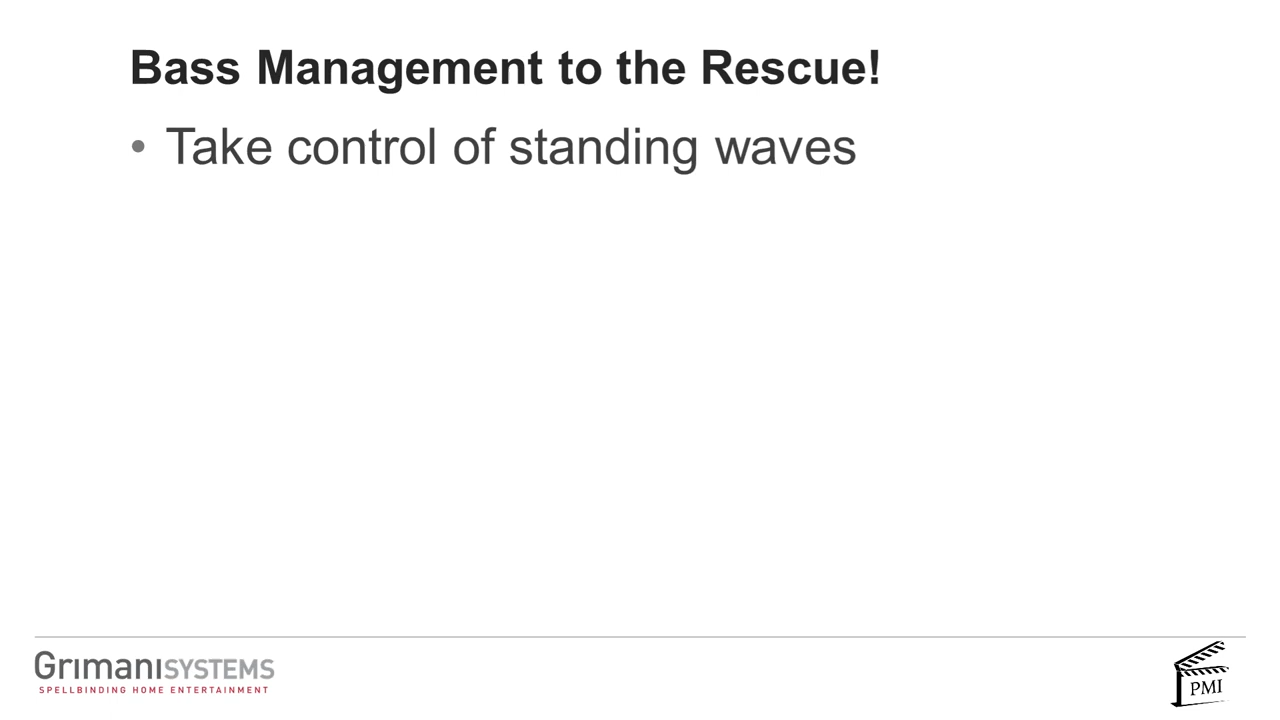 Bass Management to the Rescue!
• Take control of standing waves
GrimaniSYSTEMS
SPELLBINDING HOME ENTERTAINMENT
PMI